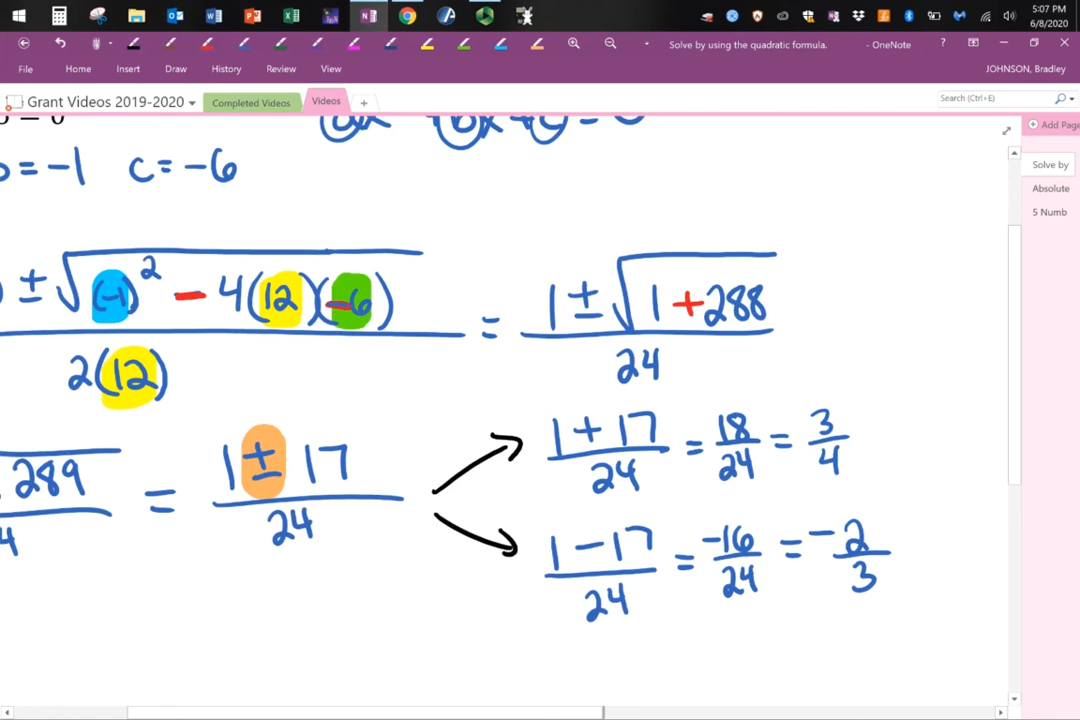 5:07 PM
6/8/2020
Solve by using the quadratic formula. - OneNote
File Home Insert Draw History Review View
JOHNSON, Bradley
Grant Videos 2019-2020
Completed Videos
Videos
Search (Ctrl+E)
Add Page
Solve by
Absolute
5 Numb
= -1 c = -6
± √(-1)² - 4(12)(-6) = 1 ± √1 + 288
2(12) 24
1 + 17 = 18 = 3
24 24 4
289 = 1 ± 17
4 24
1 - 17 = -16 = -2
24 24 3